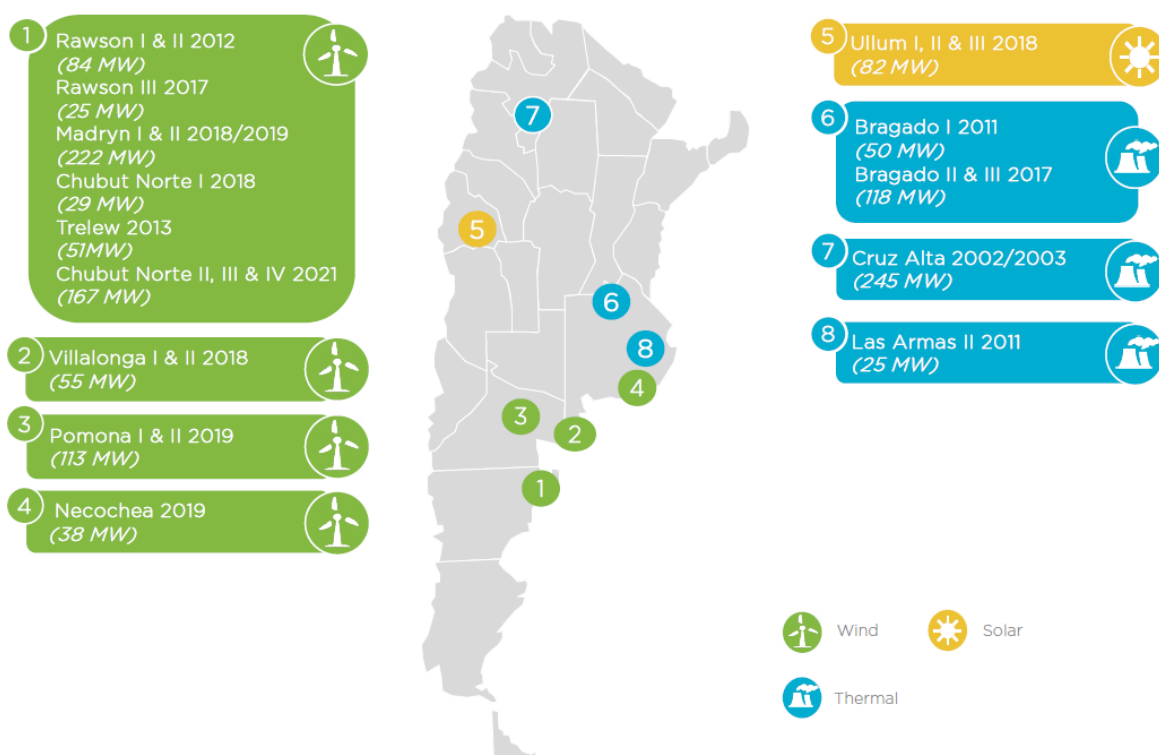 1
Rawson I & II 2012
(84 MW)
Rawson III 2017
(25 MW)
Madryn I & II 2018/2019
(222 MW)
Chubut Norte I 2018
(29 MW)
Trelew 2013
(51MW)
Chubut Norte II, III & IV 2021
(167 MW)
2
Villalonga I & II 2018
(55 MW)
3
Pomona I & II 2019
(113 MW)
4
Necochea 2019
(38 MW)
7
5
6
8
4
3
2
1
5
Ullum I, II & III 2018
(82 MW)
6
Bragado I 2011
(50 MW)
Bragado II & III 2017
(118 MW)
7
Cruz Alta 2002/2003
(245 MW)
8
Las Armas II 2011
(25 MW)
Wind
Solar
Thermal